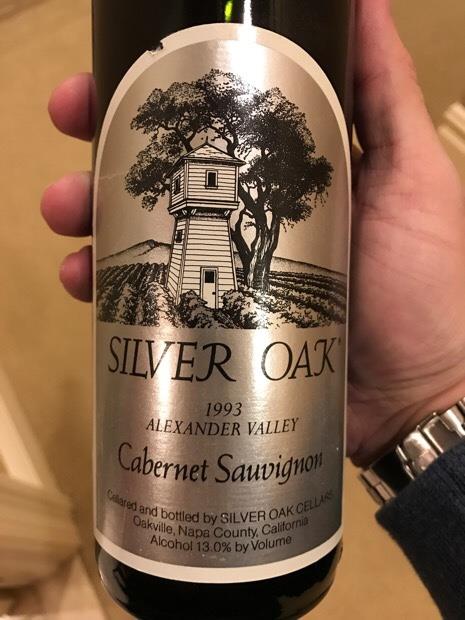 SILVER OAK®
1993
ALEXANDER VALLEY
Cabernet Sauvignon
Cellared and bottled by SILVER OAK CELLARS
Oakville, Napa County, California
Alcohol 13.0% by Volume